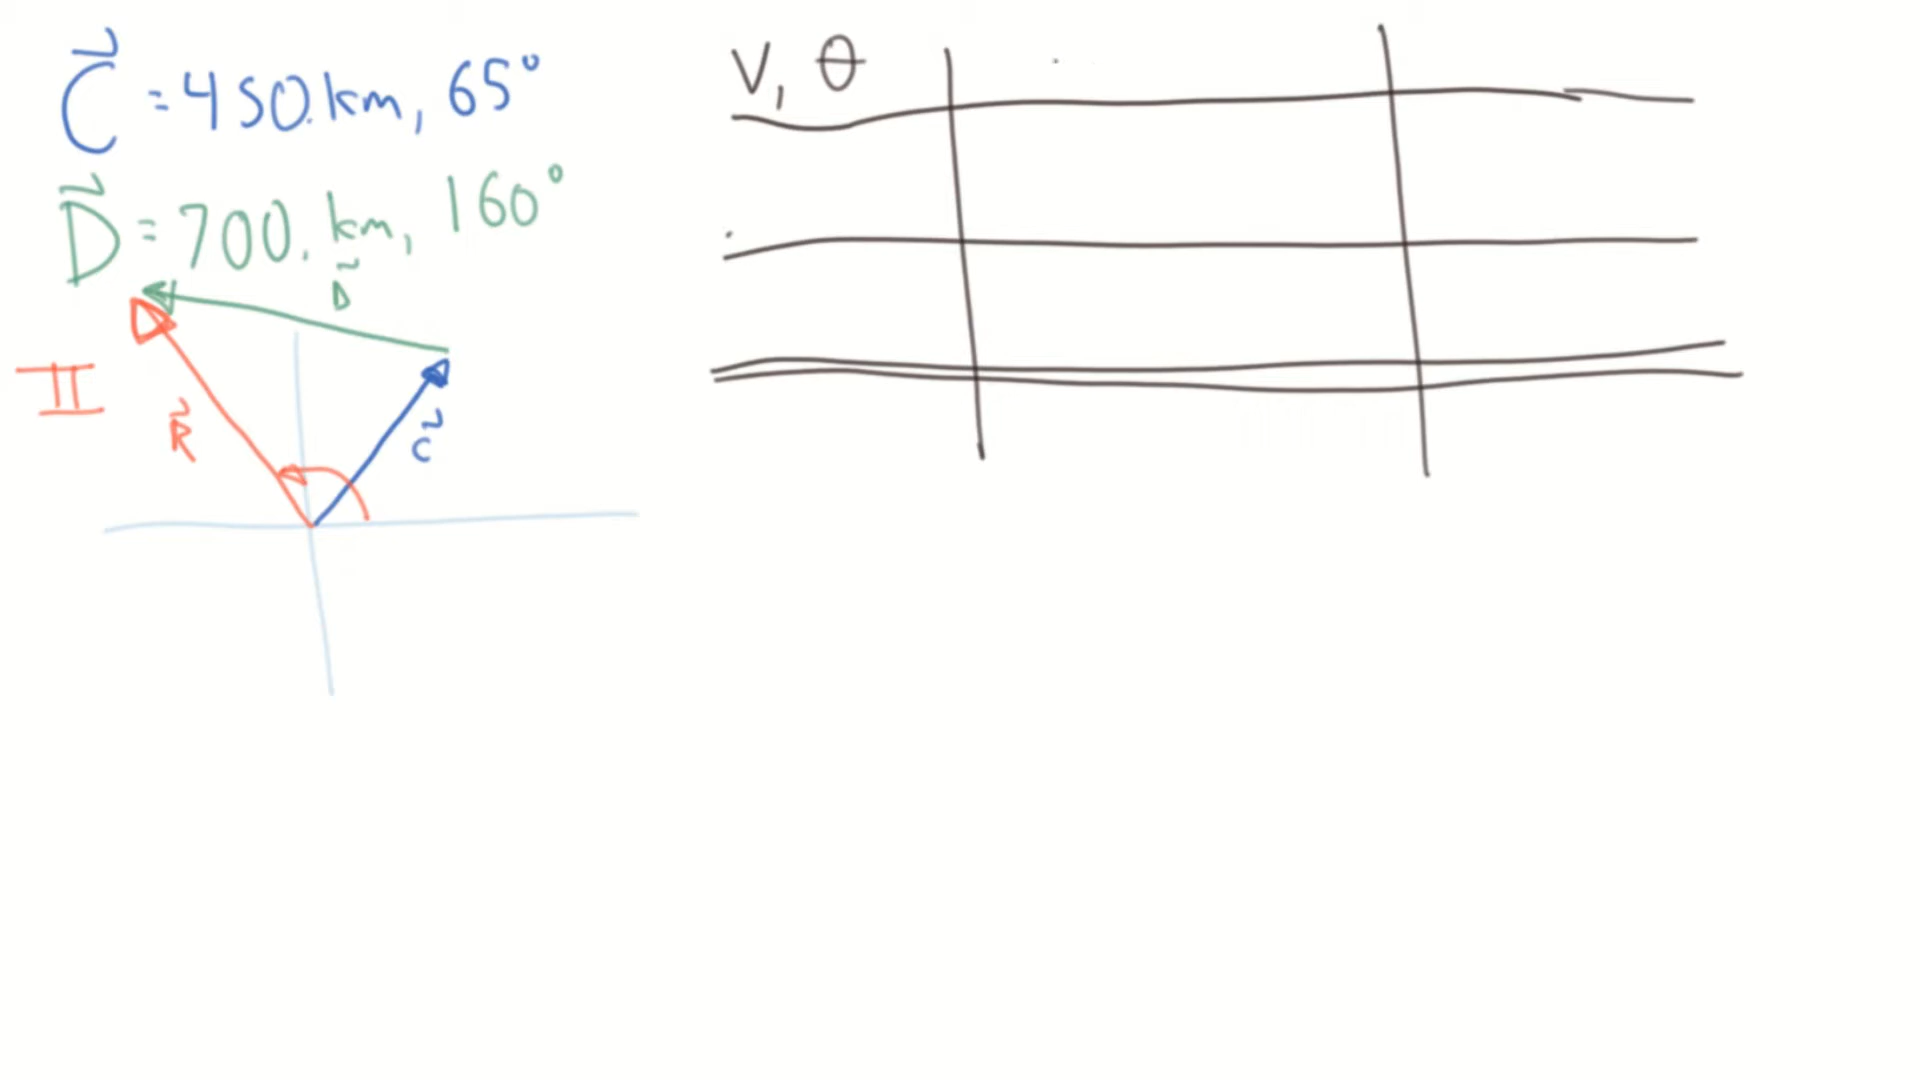 C = 450. km, 65°
D = 700. km, 160°
V, θ
D
II
R
C